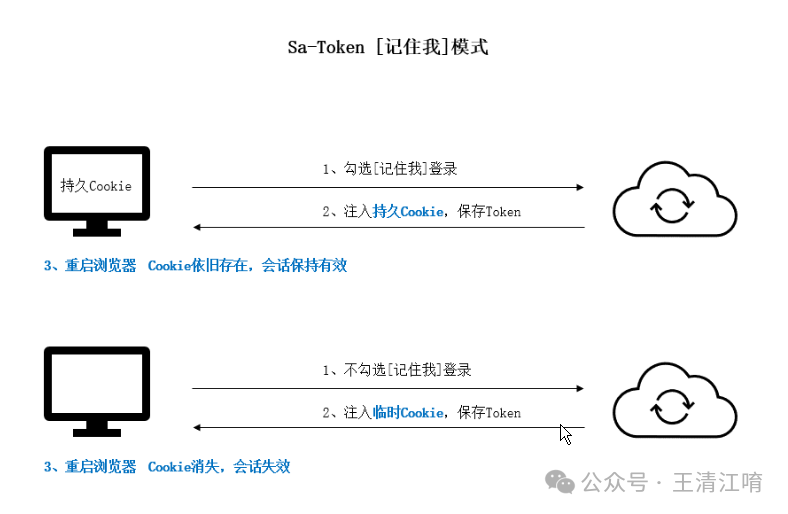 Sa-Token [记住我]模式
1、勾选[记住我]登录
持久Cookie
2、注入持久Cookie，保存Token
3、重启浏览器 Cookie依旧存在，会话保持有效
1、不勾选[记住我]登录
2、注入临时Cookie，保存Token
3、重启浏览器 Cookie消失，会话失效
公众号 · 王清江唷